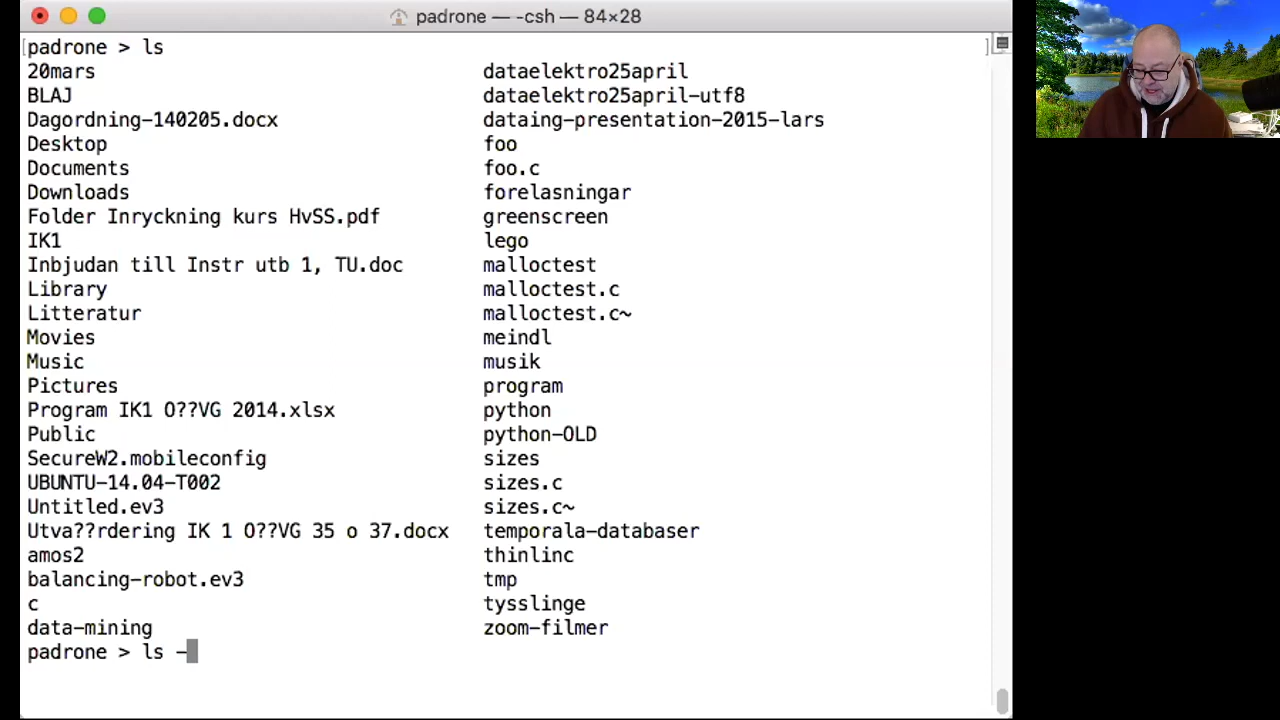 padrone — -csh — 84×28
padrone > ls
20mars dataelektro25april
BLAJ dataelektro25april-utf8
Dagordning-140205.docx dataing-presentation-2015-lars
Desktop foo
Documents foo.c
Downloads forelasningar
Folder Inryckning kurs HvSS.pdf greenscreen
IK1 lego
Inbjudan till Instr utb 1, TU.doc malloctest
Library malloctest.c
Litteratur malloctest.c~
Movies meindl
Music musik
Pictures program
Program IK1 O??VG 2014.xlsx python
Public python-OLD
SecureW2.mobileconfig sizes
UBUNTU-14.04-T002 sizes.c
Untitled.ev3 sizes.c~
Utva??rdering IK 1 O??VG 35 o 37.docx temporala-databaser
amos2 thinlinc
balancing-robot.ev3 tmp
c tysslinge
data-mining zoom-filmer
padrone > ls -